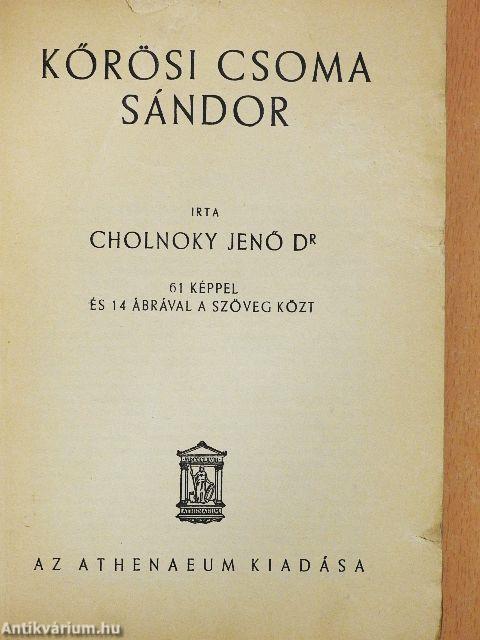 KŐRÖSI CSOMA
SÁNDOR
IRTA
CHOLNOKY JENŐ DR
61 KÉPPEL
ÉS 14 ÁBRÁVAL A SZÖVEG KÖZT
ATHENAEUM
AZ ATHENAEUM KIADÁSA
Antikvárium.hu